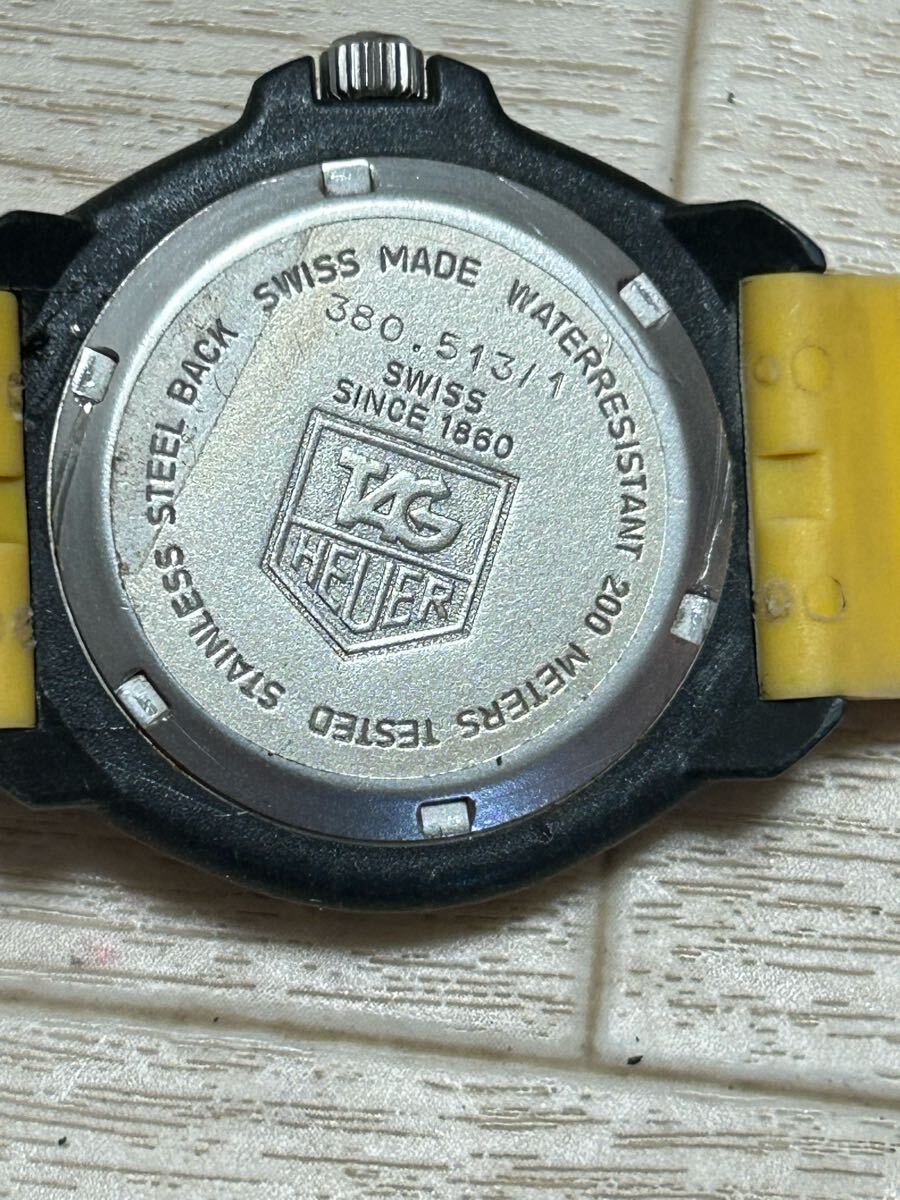 STAINLESS STEEL BACK SWISS MADE WATERRESISTANT 200 METERS TESTED
380.513/1
SWISS
SINCE 1860
TAG
HEUER